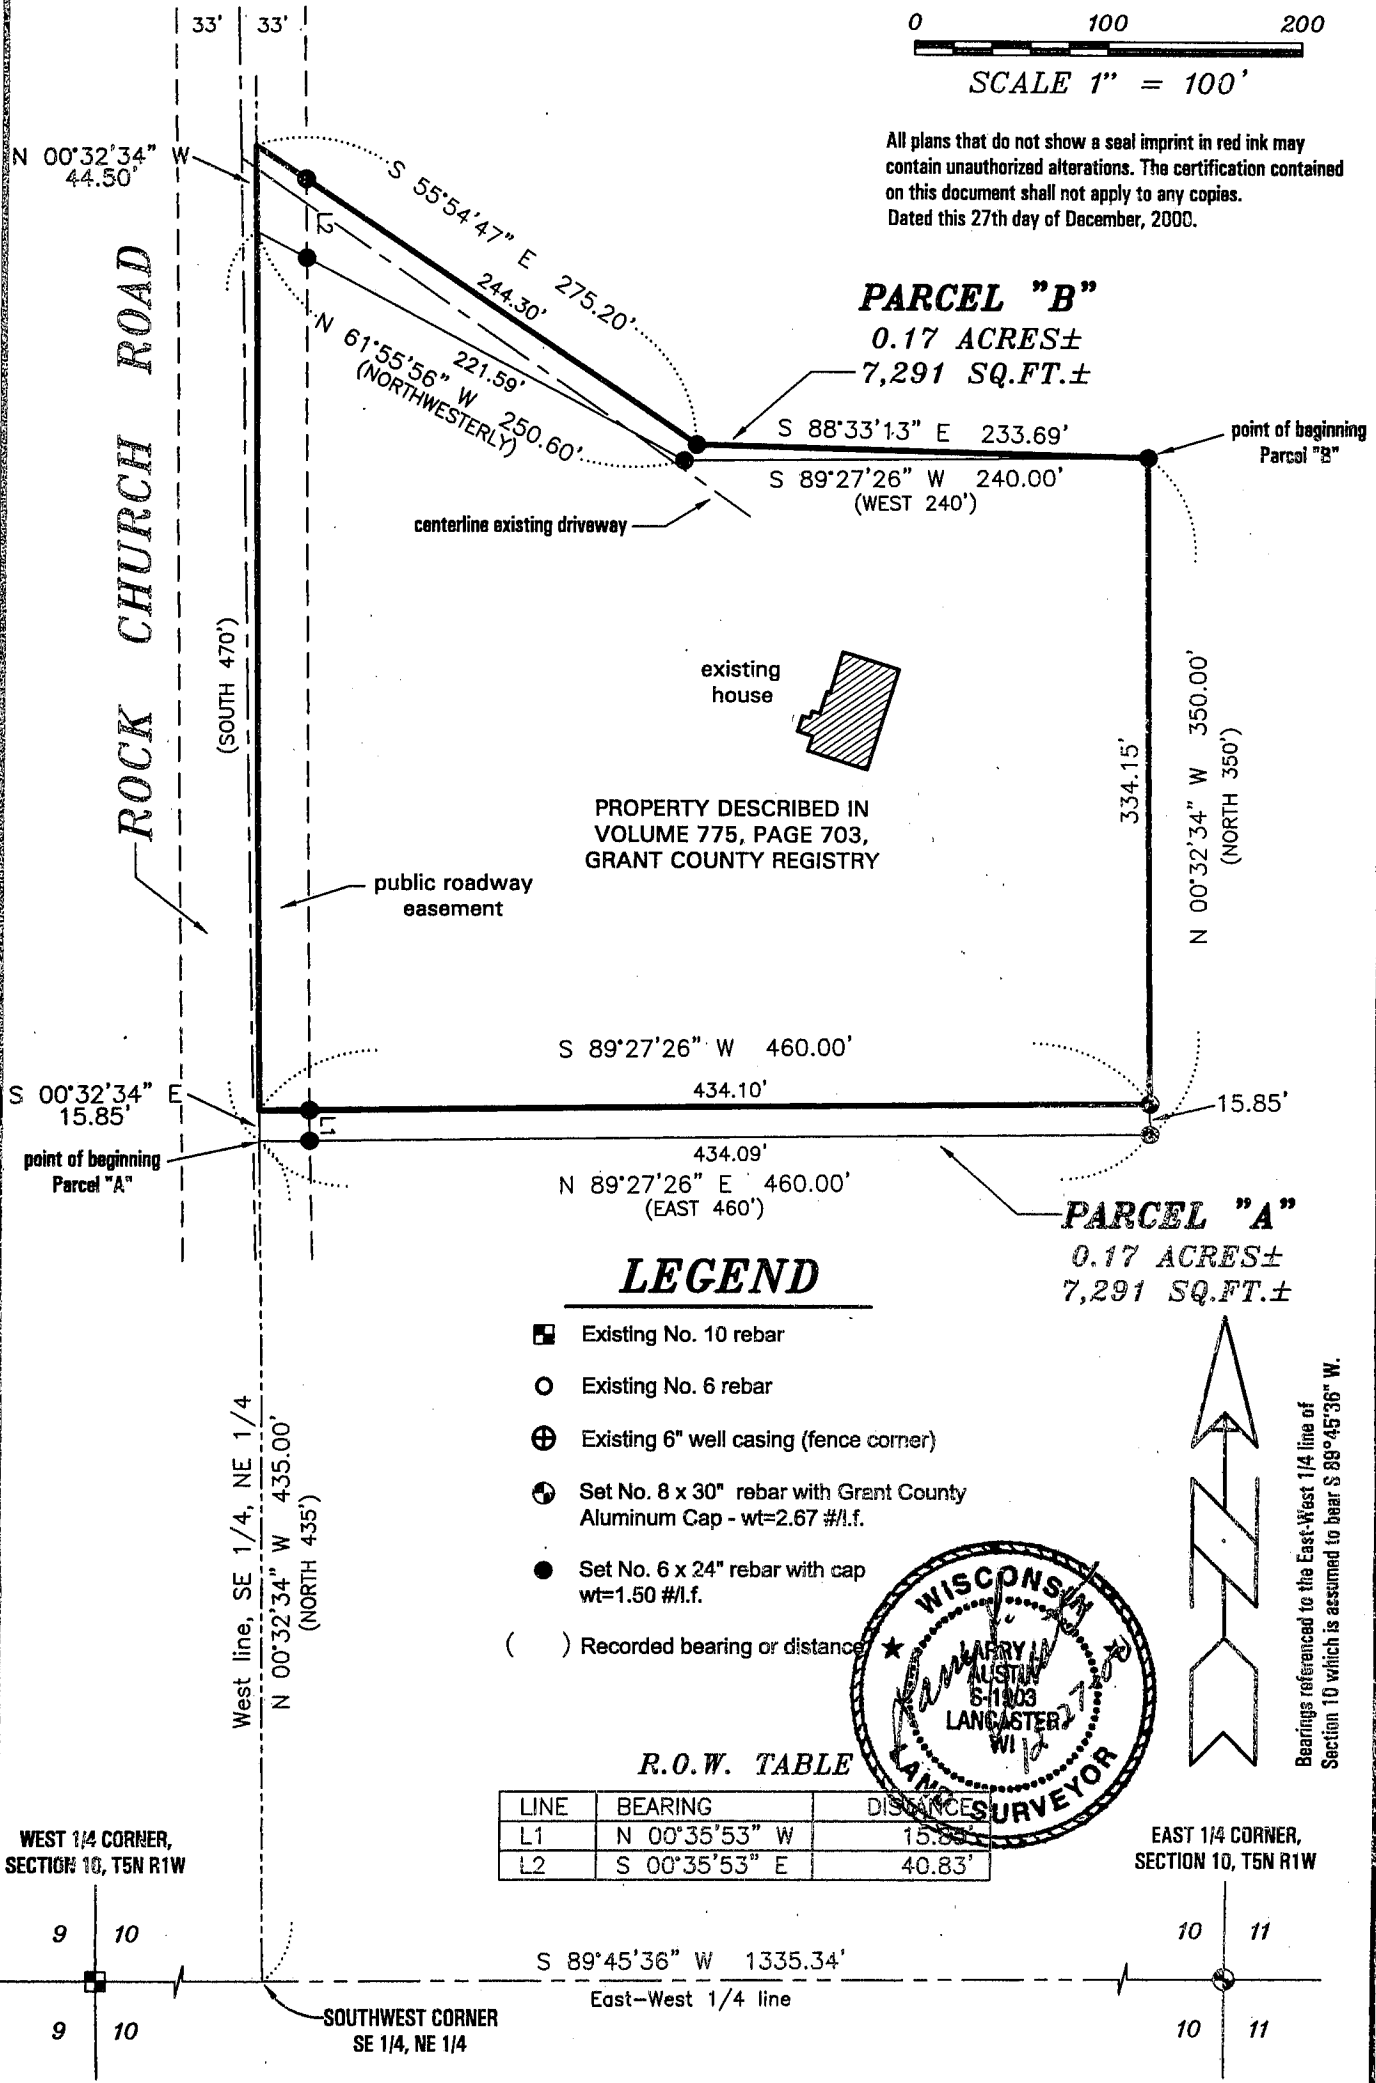 33' 33'
0 100 200
SCALE 1" = 100'
All plans that do not show a seal imprint in red ink may
contain unauthorized alterations. The certification contained
on this document shall not apply to any copies.
Dated this 27th day of December, 2000.
N 00°32'34" W
44.50'
S 55°54'47" E 275.20'
L2
244.30'
N 61°55'56" W 250.60'
221.59'
(NORTHWESTERLY)
PARCEL "B"
0.17 ACRES±
7,291 SQ.FT.±
S 88°33'13" E 233.69'
S 89°27'26" W 240.00'
(WEST 240')
point of beginning
Parcel "B"
centerline existing driveway
ROCK CHURCH ROAD
(SOUTH 470')
existing
house
334.15'
N 00°32'34" W 350.00'
(NORTH 350')
PROPERTY DESCRIBED IN
VOLUME 775, PAGE 703,
GRANT COUNTY REGISTRY
public roadway
easement
S 89°27'26" W 460.00'
434.10'
S 00°32'34" E
15.85'
L1
15.85'
point of beginning
Parcel "A"
434.09'
N 89°27'26" E 460.00'
(EAST 460')
PARCEL "A"
0.17 ACRES±
7,291 SQ.FT.±
LEGEND
Existing No. 10 rebar
Existing No. 6 rebar
Existing 6" well casing (fence corner)
Set No. 8 x 30" rebar with Grant County
Aluminum Cap - wt=2.67 #/l.f.
Set No. 6 x 24" rebar with cap
wt=1.50 #/l.f.
( ) Recorded bearing or distance
West line, SE 1/4, NE 1/4
N 00°32'34" W 435.00'
(NORTH 435')
Bearings referenced to the East-West 1/4 line of
Section 10 which is assumed to bear S 89°45'36" W.
WISCONSIN
LARRY
AUSTIN
LANCASTER
WI
LAND SURVEYOR
R.O.W. TABLE
LINE BEARING DISTANCE
L1 N 00°35'53" W 15.85'
L2 S 00°35'53" E 40.83'
WEST 1/4 CORNER,
SECTION 10, T5N R1W
EAST 1/4 CORNER,
SECTION 10, T5N R1W
9 10
10 11
S 89°45'36" W 1335.34'
East-West 1/4 line
9 10
10 11
SOUTHWEST CORNER
SE 1/4, NE 1/4